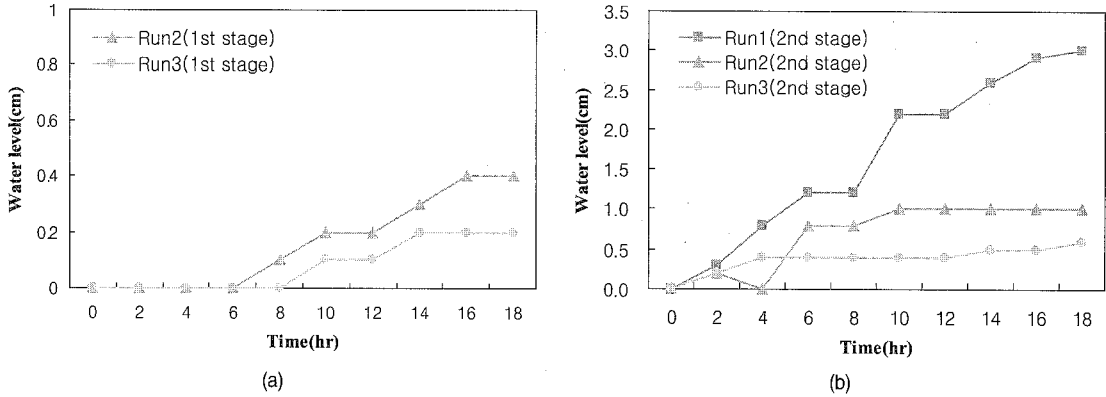 1
0.8
0.6
0.4
0.2
0
Water level(cm)
Run2(1st stage)
Run3(1st stage)
0 2 4 6 8 10 12 14 16 18
Time(hr)
(a)
3.5
3.0
2.5
2.0
1.5
1.0
0.5
0.0
Water level(cm)
Run1(2nd stage)
Run2(2nd stage)
Run3(2nd stage)
0 2 4 6 8 10 12 14 16 18
Time(hr)
(b)